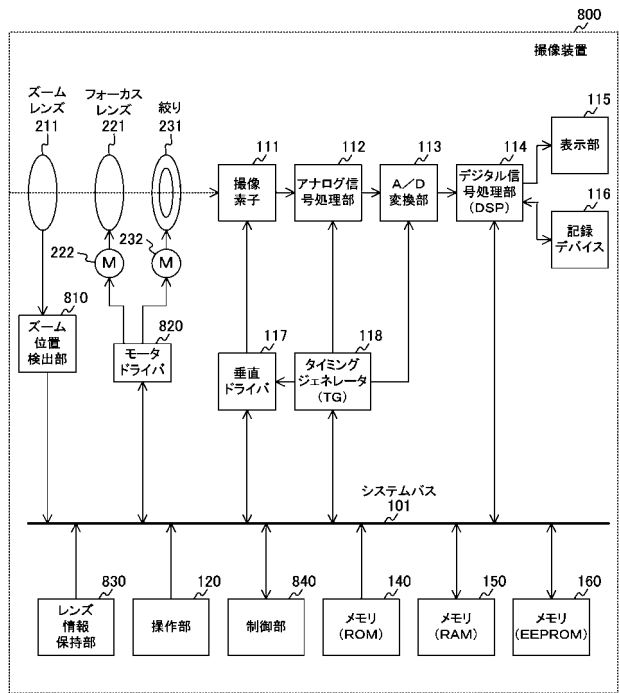 800
撮像装置
ズーム
レンズ
211
フォーカス
レンズ
221
絞り
231
111
撮像
素子
112
アナログ信
号処理部
113
A/D
変換部
114
デジタル信
号処理部
(DSP)
115
表示部
116
記録
デバイス
222
M
232
M
810
ズーム
位置
検出部
820
モータ
ドライバ
117
垂直
ドライバ
118
タイミング
ジェネレータ
(TG)
システムバス
101
830
レンズ
情報
保持部
120
操作部
840
制御部
140
メモリ
(ROM)
150
メモリ
(RAM)
160
メモリ
(EEPROM)